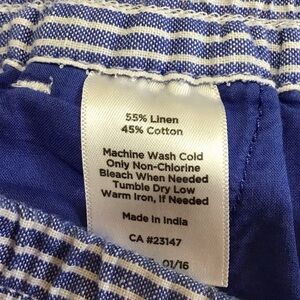 55% Linen
45% Cotton
Machine Wash Cold
Only Non-Chlorine
Bleach When Needed
Tumble Dry Low
Warm Iron, If Needed
Made in India
CA #23147
01/16